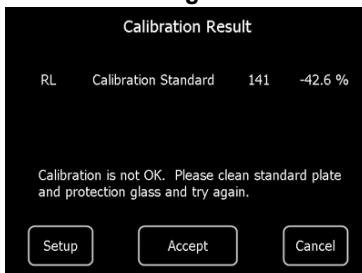 Calibration Result
RL Calibration Standard 141 -42.6 %
Calibration is not OK. Please clean standard plate
and protection glass and try again.
Setup Accept Cancel